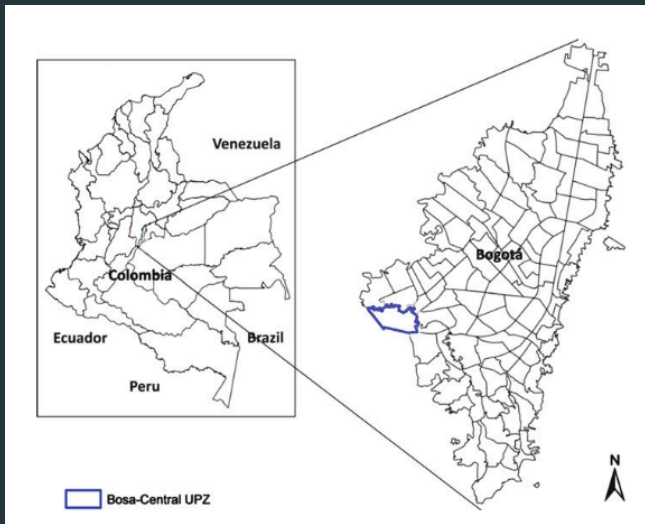 Venezuela
Bogotá
Colombia
Ecuador
Brazil
Peru
N
Bosa-Central UPZ